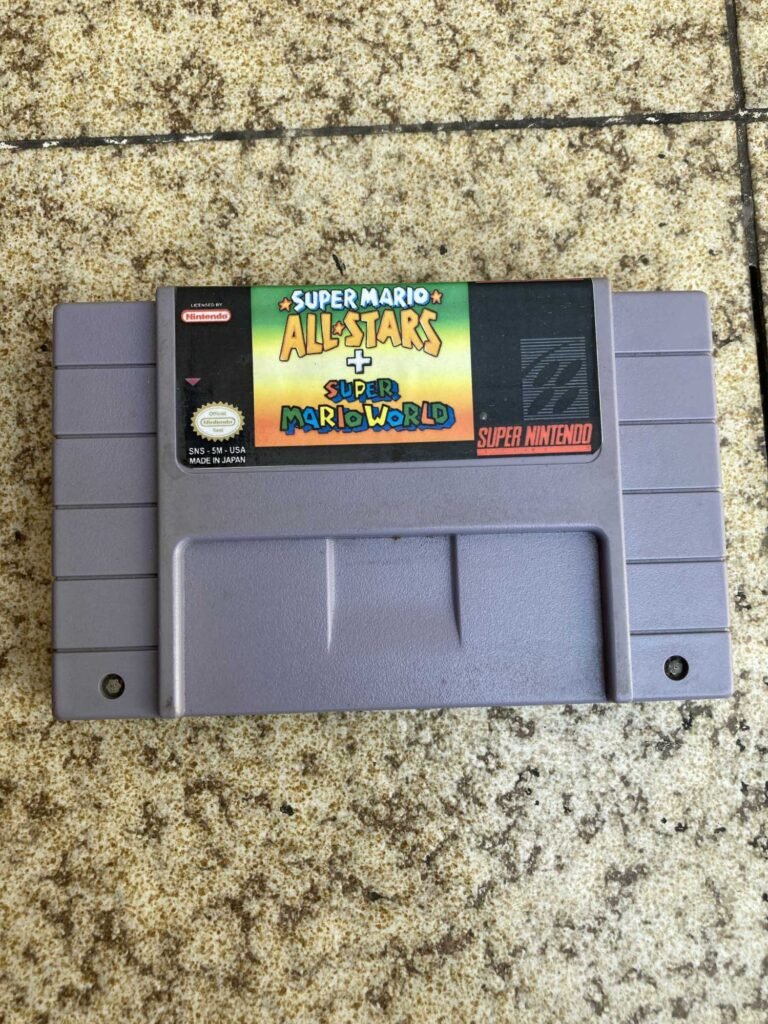 LICENSED BY
Nintendo
Official
Nintendo
Seal
SNS - 5M - USA
MADE IN JAPAN
SUPER MARIO
ALL★STARS
+
SUPER
MARIO WORLD
SUPER NINTENDO